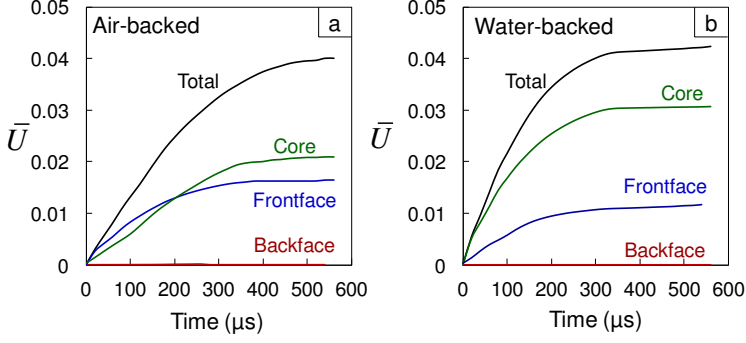 Air-backed
a
0.05
0.04
0.03
0.02
0.01
0
Ū
Total
Core
Frontface
Backface
0 100 200 300 400 500 600
Time (µs)
Water-backed
b
0.05
0.04
0.03
0.02
0.01
0
Ū
Total
Core
Frontface
Backface
0 100 200 300 400 500 600
Time (µs)